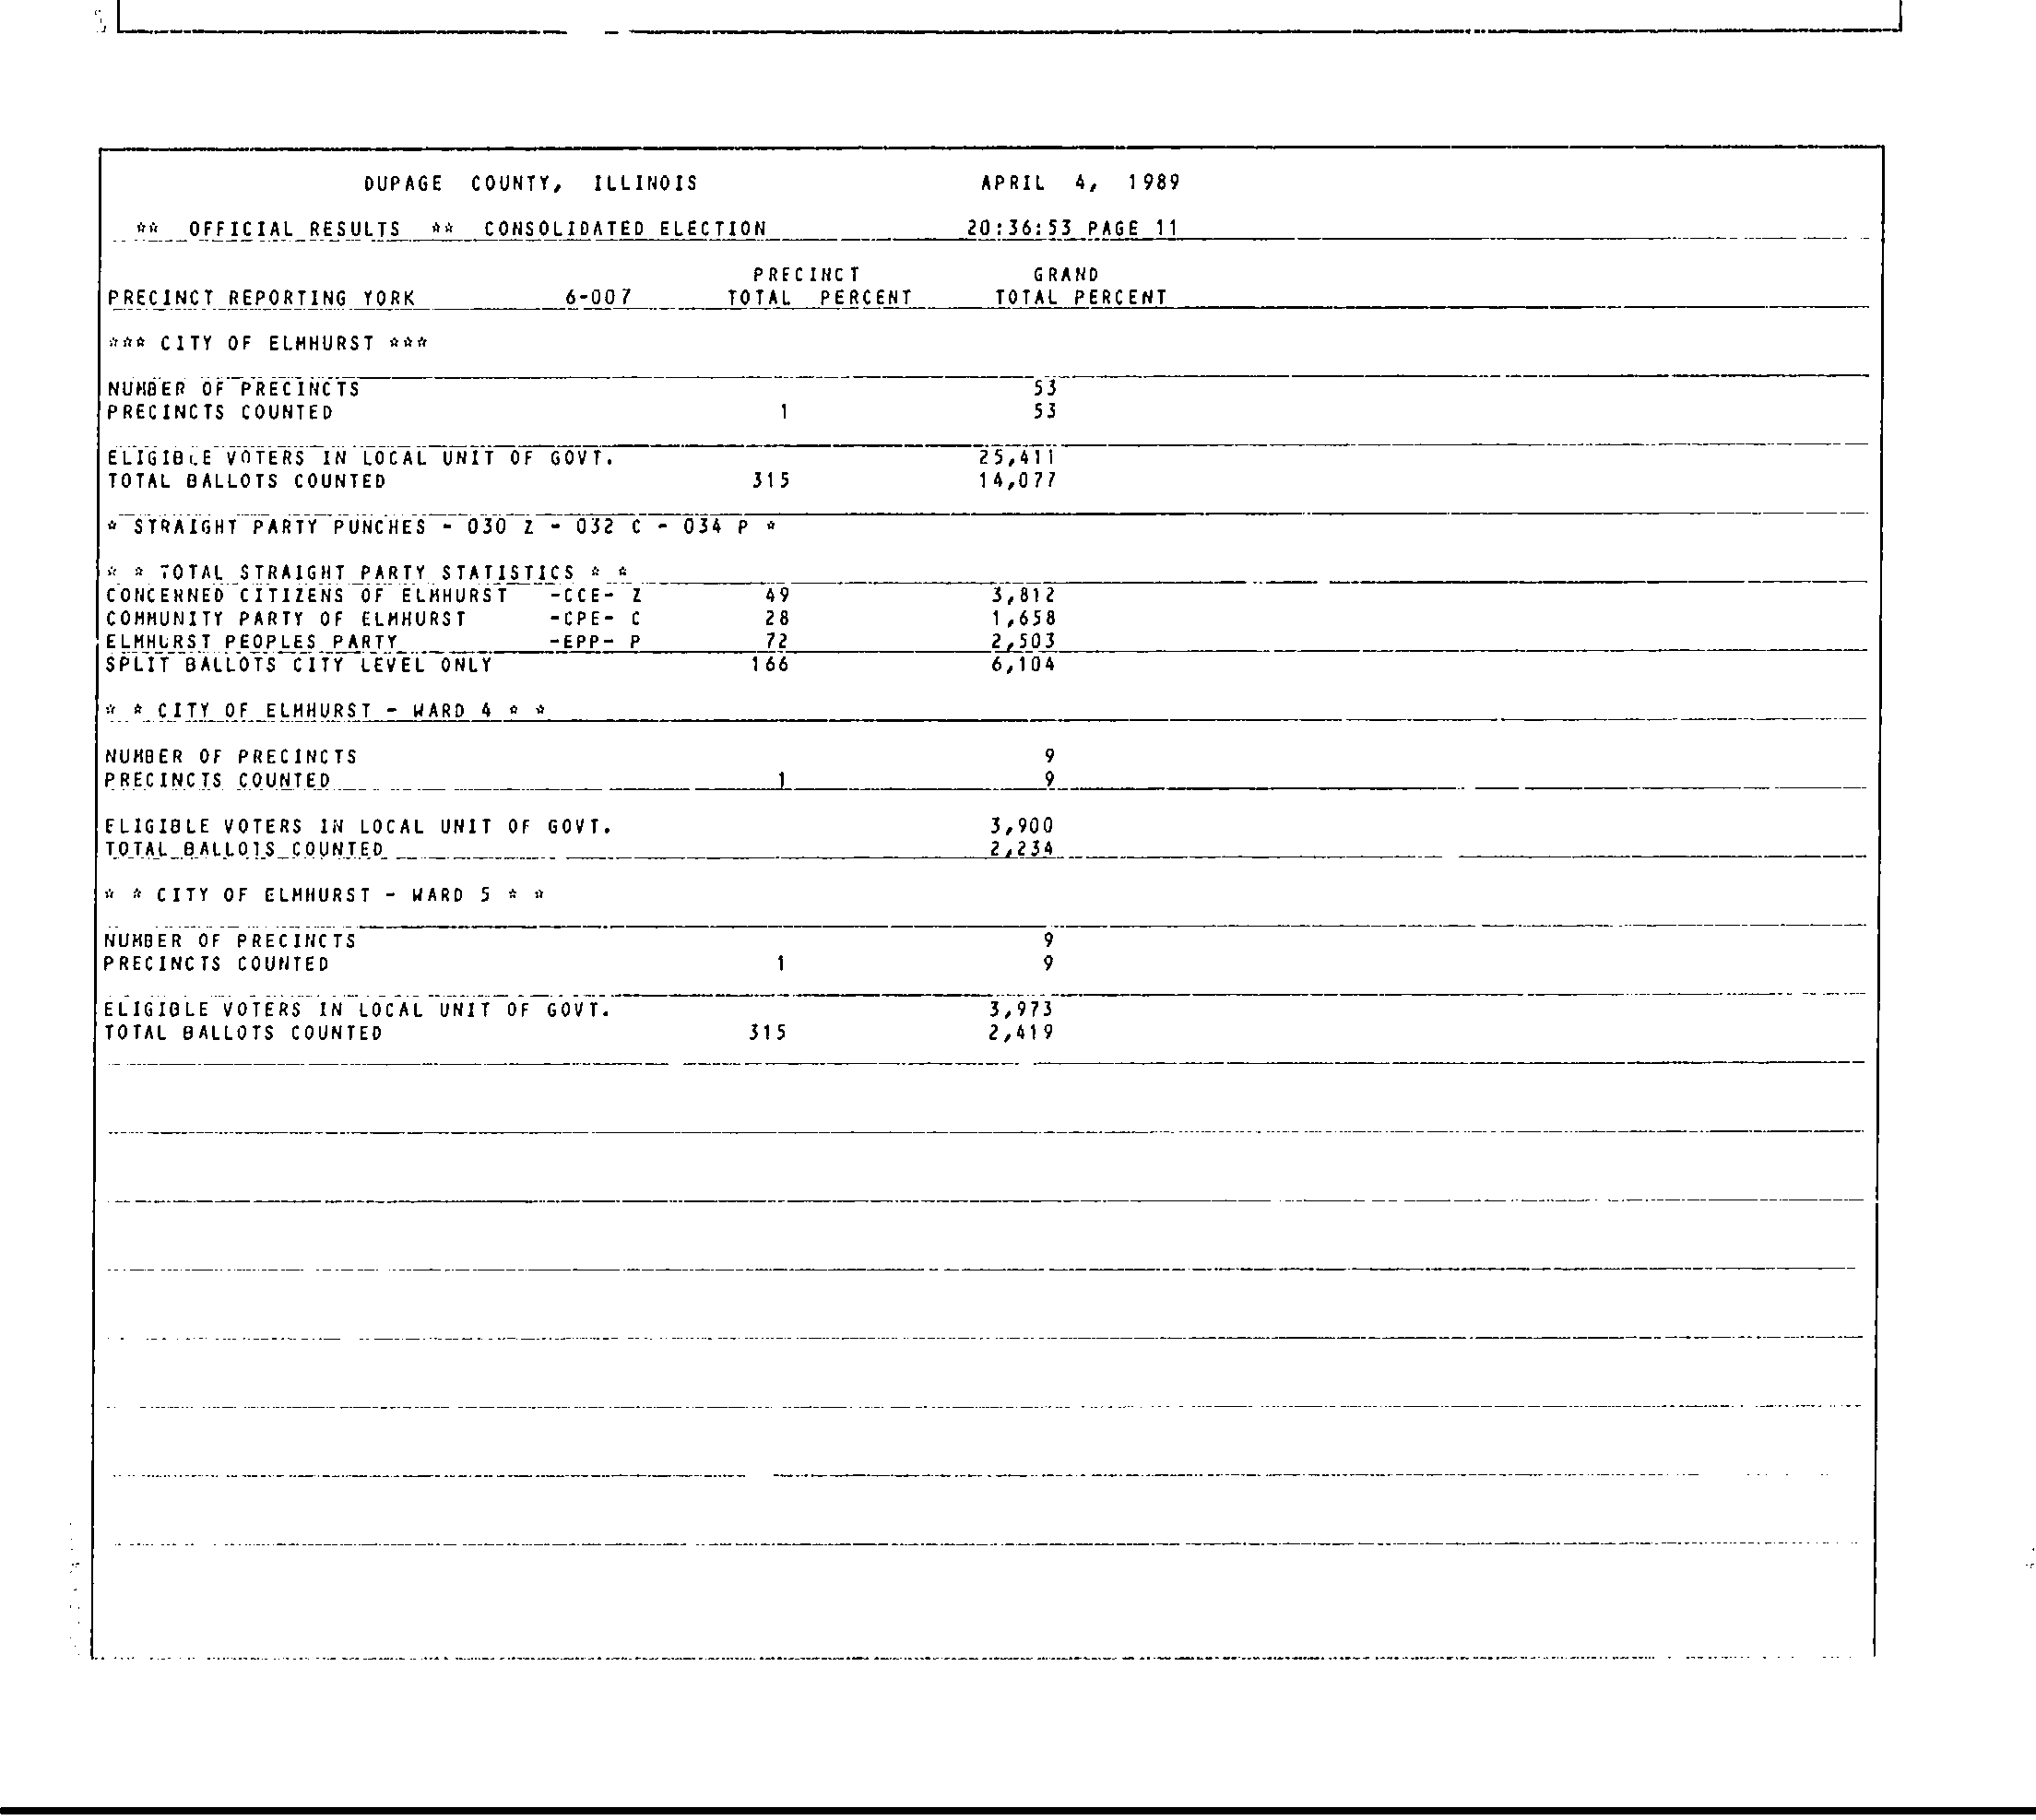 DUPAGE COUNTY, ILLINOIS APRIL 4, 1989
** OFFICIAL RESULTS ** CONSOLIDATED ELECTION 20:36:53 PAGE 11
PRECINCT GRAND
PRECINCT REPORTING YORK 6-007 TOTAL PERCENT TOTAL PERCENT
*** CITY OF ELMHURST ***
NUMBER OF PRECINCTS 53
PRECINCTS COUNTED 1 53
ELIGIBLE VOTERS IN LOCAL UNIT OF GOVT. 25,411
TOTAL BALLOTS COUNTED 315 14,077
* STRAIGHT PARTY PUNCHES - 030 Z - 032 C - 034 P *
* * TOTAL STRAIGHT PARTY STATISTICS * *
CONCERNED CITIZENS OF ELMHURST -CCE- Z 49 3,812
COMMUNITY PARTY OF ELMHURST -CPE- C 28 1,658
ELMHURST PEOPLES PARTY -EPP- P 72 2,503
SPLIT BALLOTS CITY LEVEL ONLY 166 6,104
* * CITY OF ELMHURST - WARD 4 * *
NUMBER OF PRECINCTS 9
PRECINCTS COUNTED 1 9
ELIGIBLE VOTERS IN LOCAL UNIT OF GOVT. 3,900
TOTAL BALLOTS COUNTED 2,234
* * CITY OF ELMHURST - WARD 5 * *
NUMBER OF PRECINCTS 9
PRECINCTS COUNTED 1 9
ELIGIBLE VOTERS IN LOCAL UNIT OF GOVT. 3,973
TOTAL BALLOTS COUNTED 315 2,419